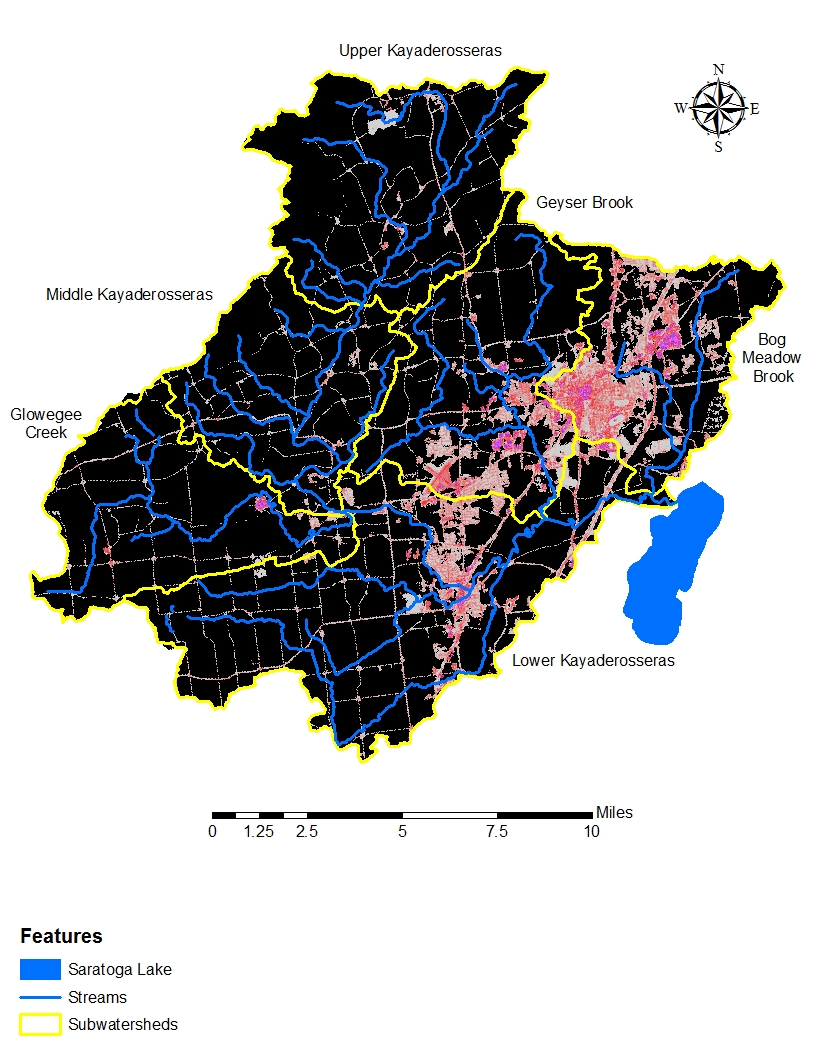 Upper Kayaderosseras
N
W
E
S
Geyser Brook
Middle Kayaderosseras
Bog
Meadow
Brook
Glowegee
Creek
Lower Kayaderosseras
Miles
0 1.25 2.5 5 7.5 10
Features
Saratoga Lake
Streams
Subwatersheds